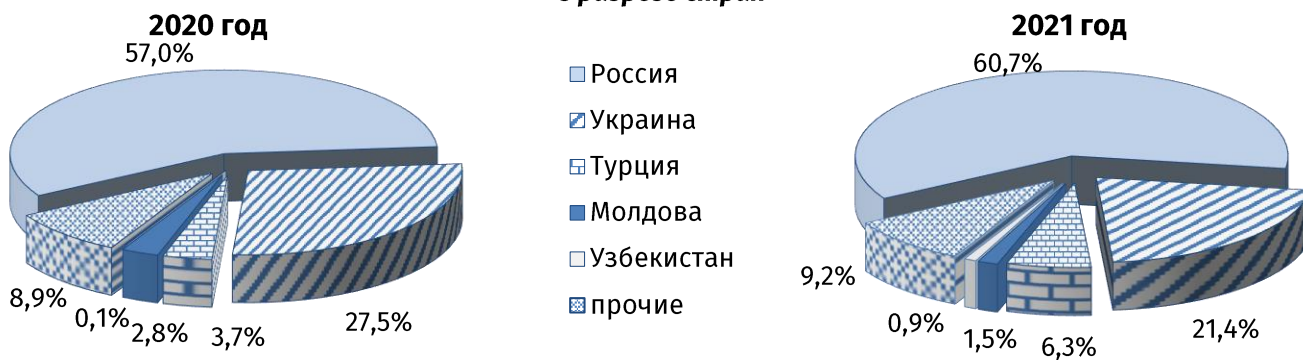 2020 год
57,0%
8,9%
0,1%
2,8%
3,7%
27,5%
Россия
Украина
Турция
Молдова
Узбекистан
прочие
2021 год
60,7%
9,2%
0,9%
1,5%
6,3%
21,4%